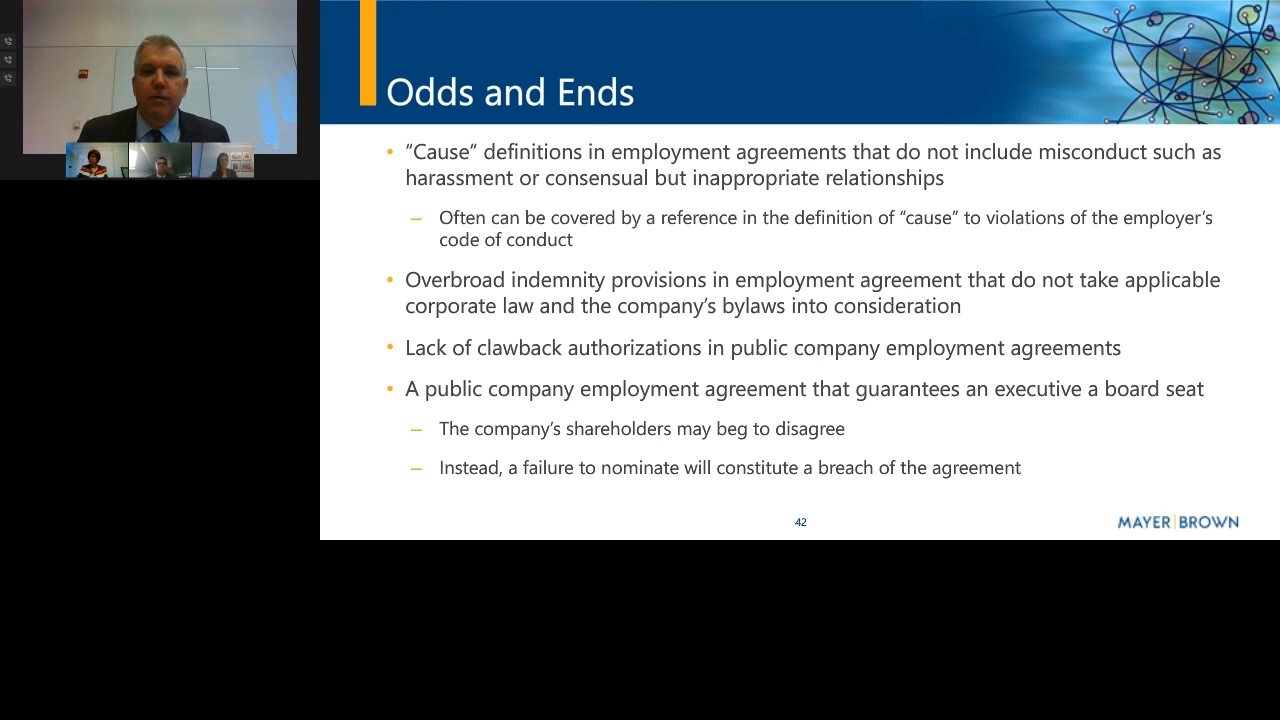 Odds and Ends
• “Cause” definitions in employment agreements that do not include misconduct such as
harassment or consensual but inappropriate relationships
– Often can be covered by a reference in the definition of “cause” to violations of the employer’s
code of conduct
• Overbroad indemnity provisions in employment agreement that do not take applicable
corporate law and the company’s bylaws into consideration
• Lack of clawback authorizations in public company employment agreements
• A public company employment agreement that guarantees an executive a board seat
– The company’s shareholders may beg to disagree
– Instead, a failure to nominate will constitute a breach of the agreement
42
MAYER|BROWN